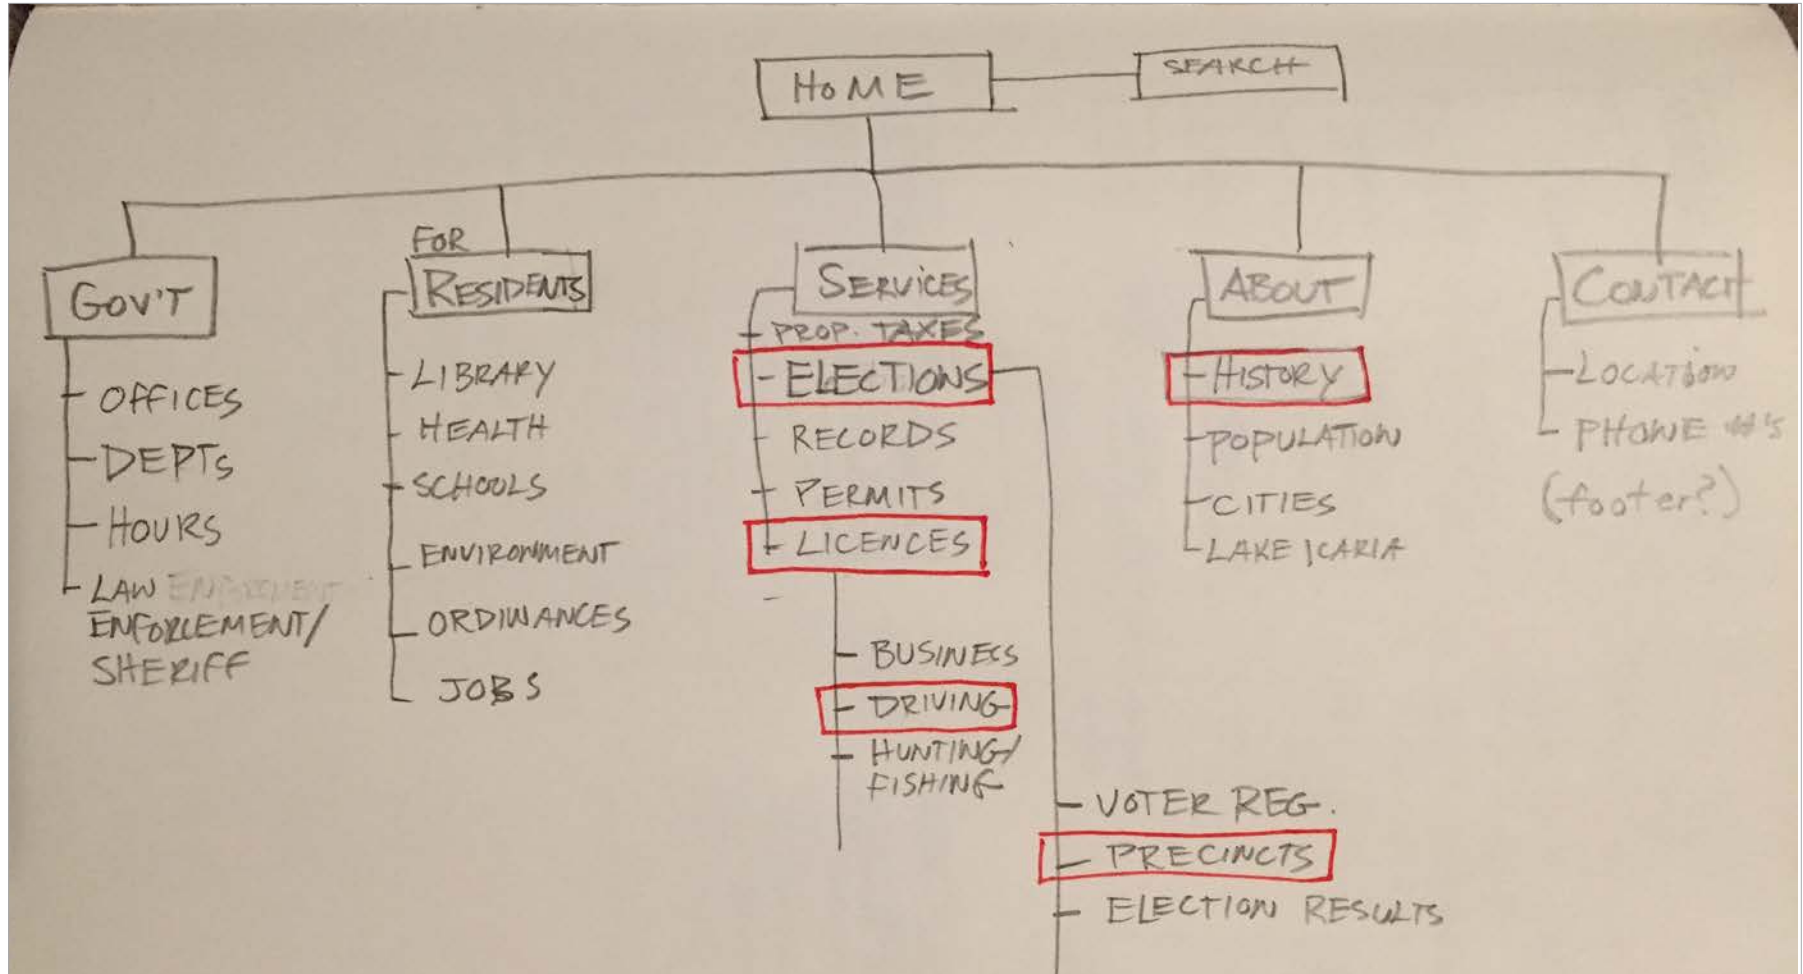 HOME
SEARCH
GOV'T
OFFICES
DEPTS
HOURS
LAW ENFORCEMENT
ENFORCEMENT/
SHERIFF
FOR
RESIDENTS
LIBRARY
HEALTH
SCHOOLS
ENVIRONMENT
ORDINANCES
JOBS
SERVICES
PROP. TAXES
ELECTIONS
RECORDS
PERMITS
LICENCES
BUSINESS
DRIVING
HUNTING/
FISHING
VOTER REG.
PRECINCTS
ELECTION RESULTS
ABOUT
HISTORY
POPULATION
CITIES
LAKE ICARIA
CONTACT
LOCATION
PHONE #'S
(footer?)